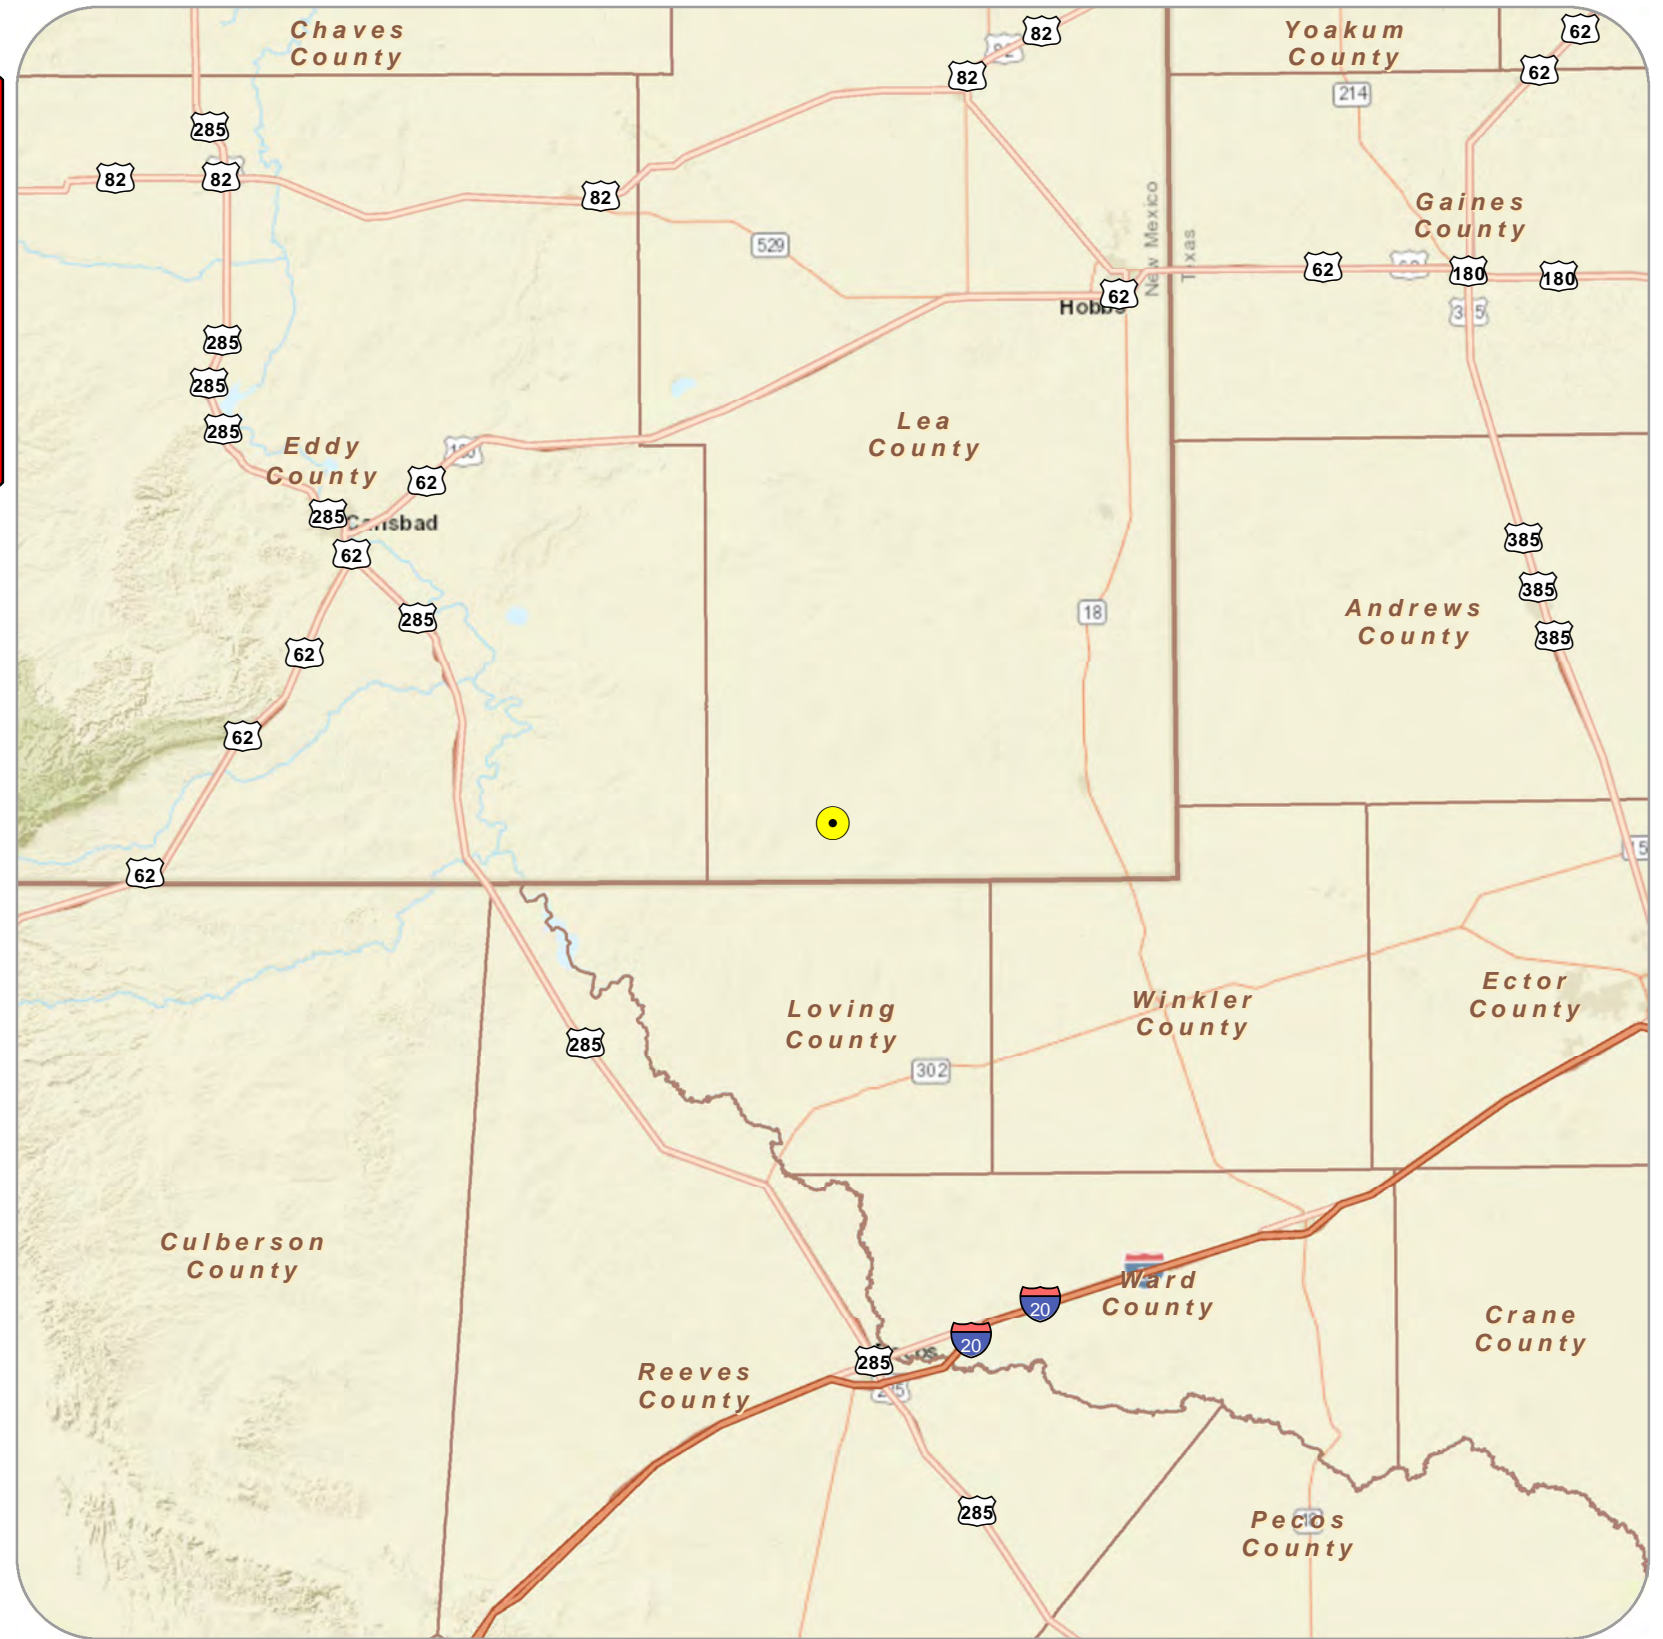 Chaves
County
Yoakum
County
62
82
82
62
214
285
82
82
82
Gaines
County
529
New Mexico
Texas
62
180
180
62
Hobbs
285
285
285
Lea
County
Eddy
County
62
285
Carlsbad
62
385
385
385
285
18
Andrews
County
62
62
62
Loving
County
Winkler
County
Ector
County
285
302
Culberson
County
Ward
County
20
20
Crane
County
285
Reeves
County
285
Pecos
County